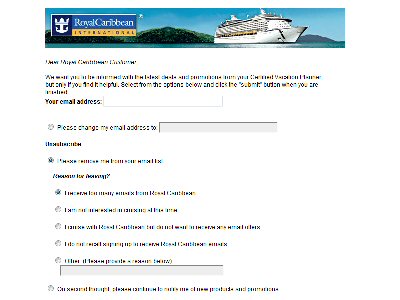 RoyalCaribbean
INTERNATIONAL
Dear Royal Caribbean Customer
We want you to be informed with the latest deals and promotions from your Certified Vacation Planner
but only if you find it helpful. Select from the options below and click the "submit" button when you are
finished.
Your email address:
Please change my email address to:
Unsubscribe
Please remove me from your email list.
Reason for leaving?
I receive too many emails from Royal Caribbean
I am not interested in cruising at this time
I cruise with Royal Caribbean but do not want to receive any email offers
I do not recall signing up to receive Royal Caribbean emails
Other (Please provide a reason below)
On second thought, please continue to notify me of new products and promotions